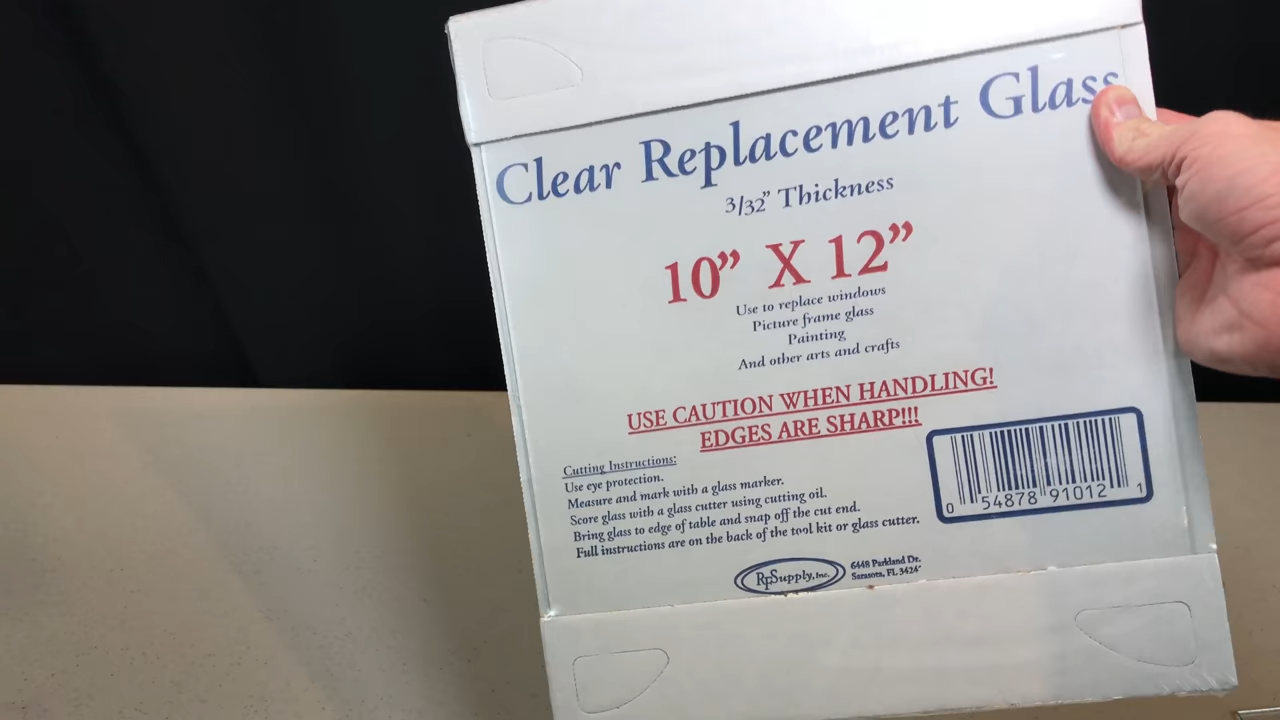 Clear Replacement Glass
3/32” Thickness
10” X 12”
Use to replace windows
Picture frame glass
Painting
And other arts and crafts
USE CAUTION WHEN HANDLING!
EDGES ARE SHARP!!!
Cutting Instructions:
Use eye protection.
Measure and mark with a glass marker.
Score glass with a glass cutter using cutting oil.
Bring glass to edge of table and snap off the cut end.
Full instructions are on the back of the tool kit or glass cutter.
0 54878 91012 1
RpSupply, Inc.
6448 Parkland Dr.
Sarasota, FL